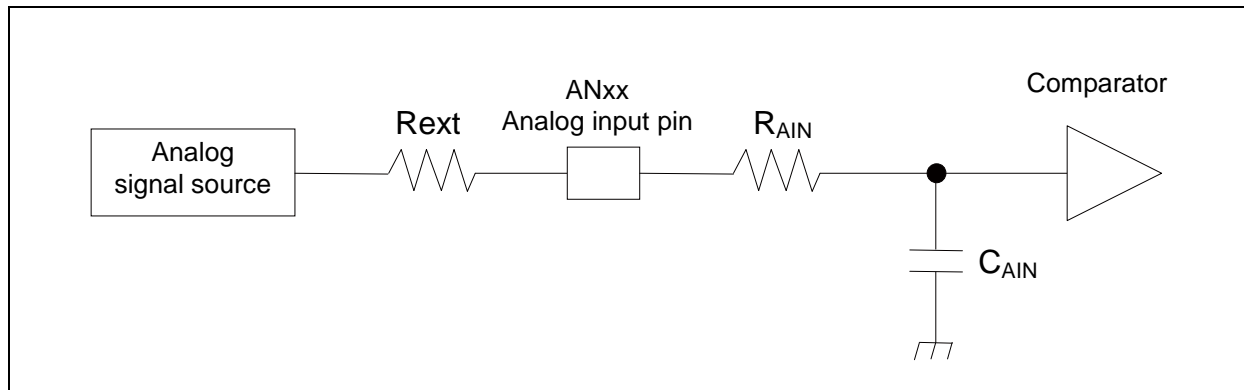 Analog
signal source
Rext
ANxx
Analog input pin
RAIN
Comparator
CAIN